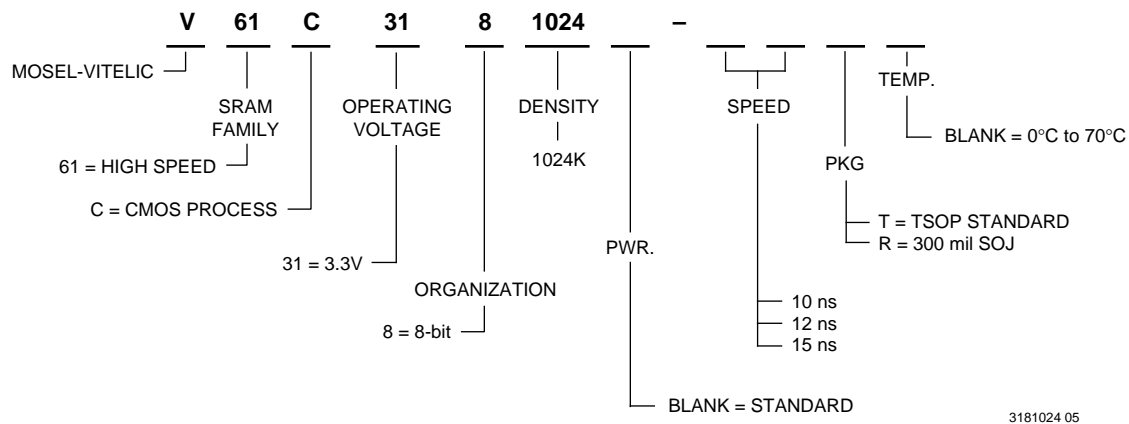 V 61 C 31 8 1024 –
MOSEL-VITELIC
SRAM
FAMILY
61 = HIGH SPEED
C = CMOS PROCESS
OPERATING
VOLTAGE
31 = 3.3V
ORGANIZATION
8 = 8-bit
DENSITY
1024K
PWR.
BLANK = STANDARD
SPEED
10 ns
12 ns
15 ns
PKG
T = TSOP STANDARD
R = 300 mil SOJ
TEMP.
BLANK = 0°C to 70°C
3181024 05